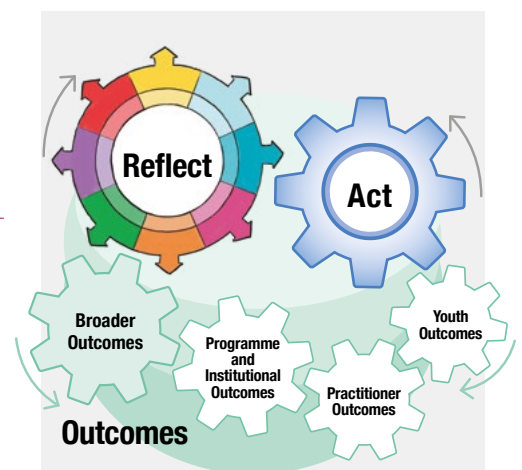 Reflect
Act
Broader
Outcomes
Programme
and
Institutional
Outcomes
Practitioner
Outcomes
Youth
Outcomes
Outcomes